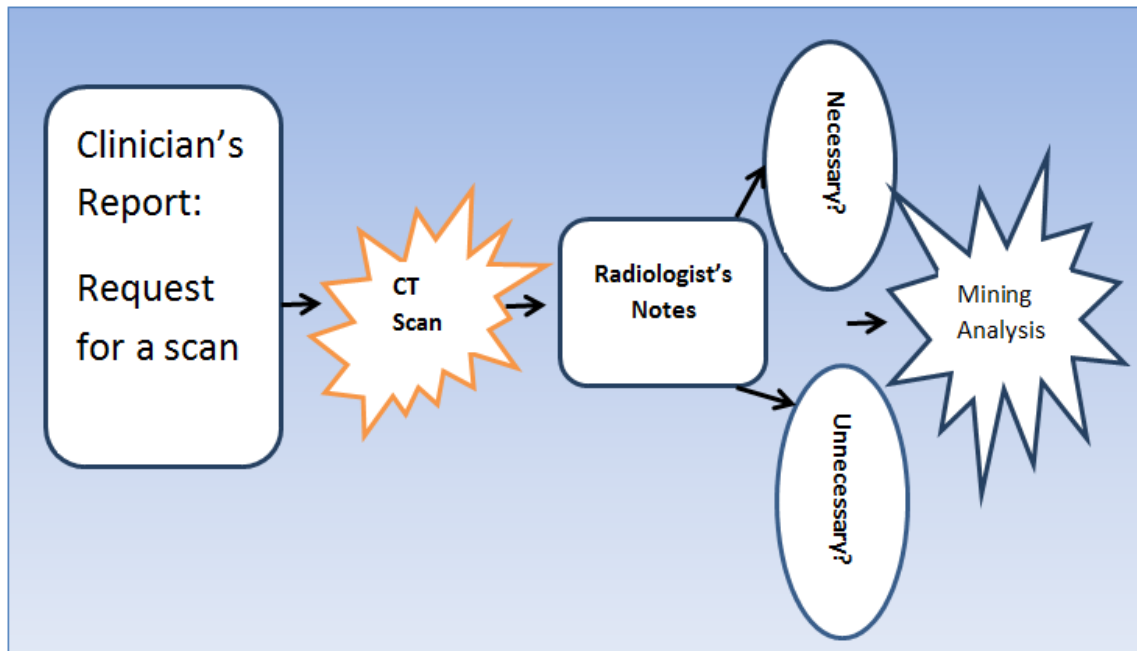 Clinician's
Report:
Request
for a scan
CT
Scan
Radiologist's
Notes
Necessary?
Unnecessary?
Mining
Analysis